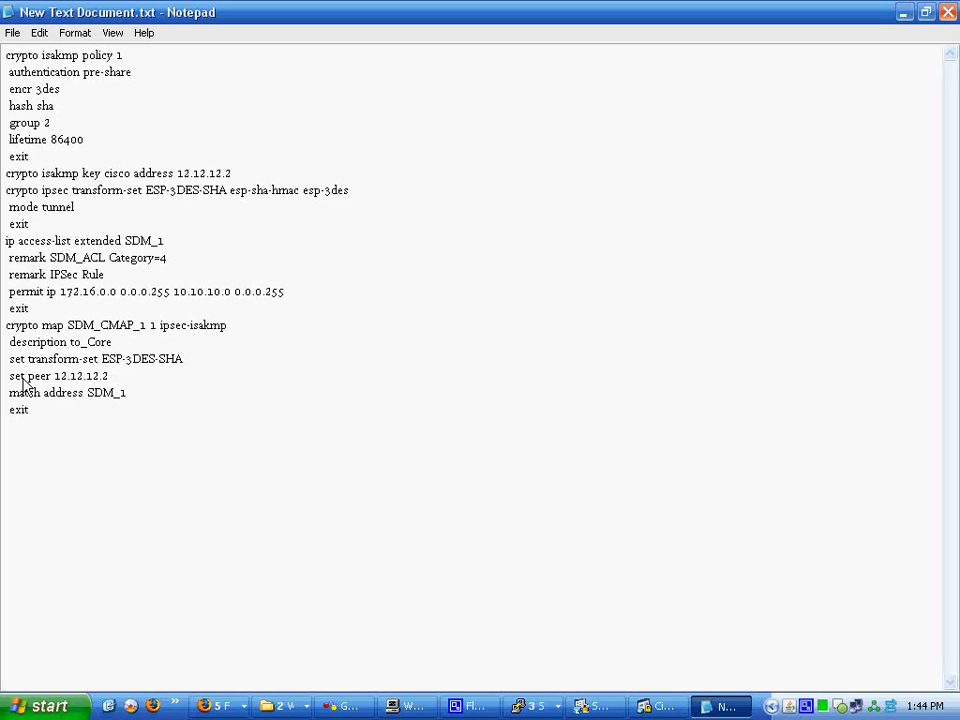 New Text Document.txt - Notepad
File Edit Format View Help
crypto isakmp policy 1
authentication pre-share
encr 3des
hash sha
group 2
lifetime 86400
exit
crypto isakmp key cisco address 12.12.12.2
crypto ipsec transform-set ESP-3DES-SHA esp-sha-hmac esp-3des
mode tunnel
exit
ip access-list extended SDM_1
remark SDM_ACL Category=4
remark IPSec Rule
permit ip 172.16.0.0 0.0.0.255 10.10.10.0 0.0.0.255
exit
crypto map SDM_CMAP_1 1 ipsec-isakmp
description to_Core
set transform-set ESP-3DES-SHA
set peer 12.12.12.2
match address SDM_1
exit
start 5 F 2 V G... W... Fl... 3 S S... Ci... N... 1:44 PM